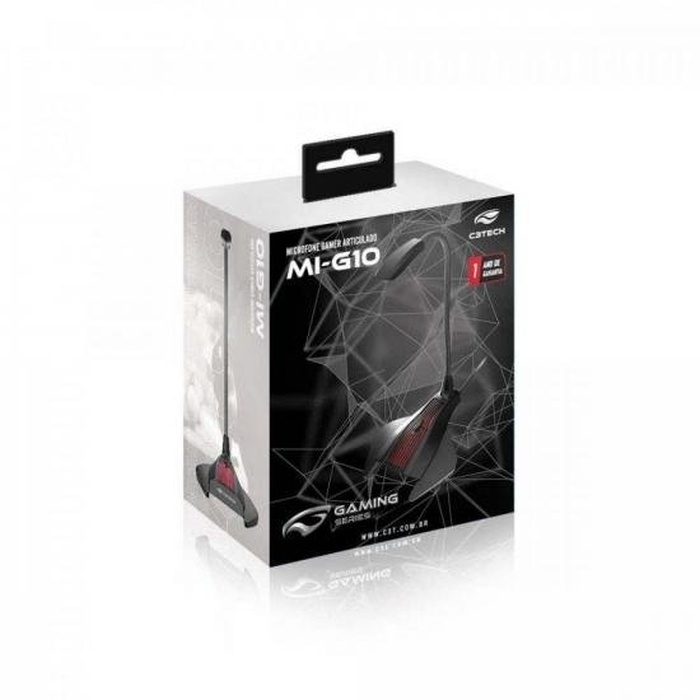 MICROFONE GAMER ARTICULADO
MI-G10
C3TECH
1 ANO DE
GARANTIA
GAMING
SERIES
WWW.C3T.COM.BR
MI-G10